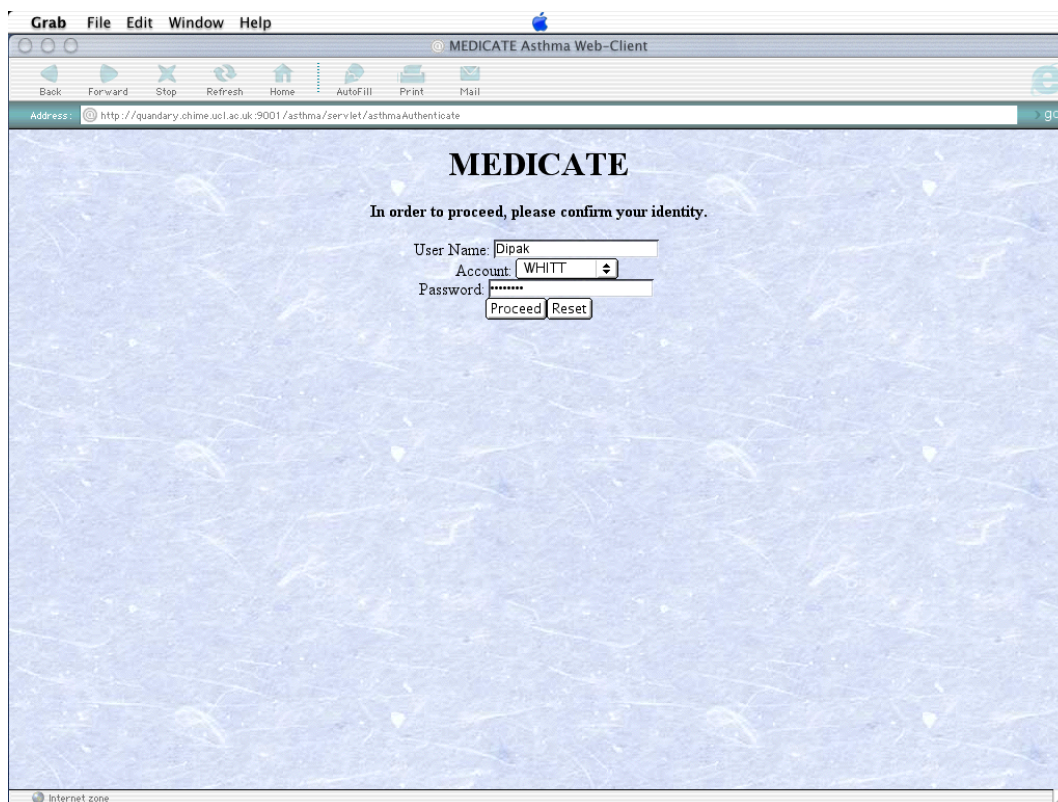 Grab File Edit Window Help
MEDICATE Asthma Web-Client
Back Forward Stop Refresh Home AutoFill Print Mail
Address: http://quandary.chime.ucl.ac.uk:9001/asthma/servlet/asthmaAuthenticate go
MEDICATE
In order to proceed, please confirm your identity.
User Name: Dipak
Account: WHITT
Password: ••••••••
Proceed Reset
Internet zone